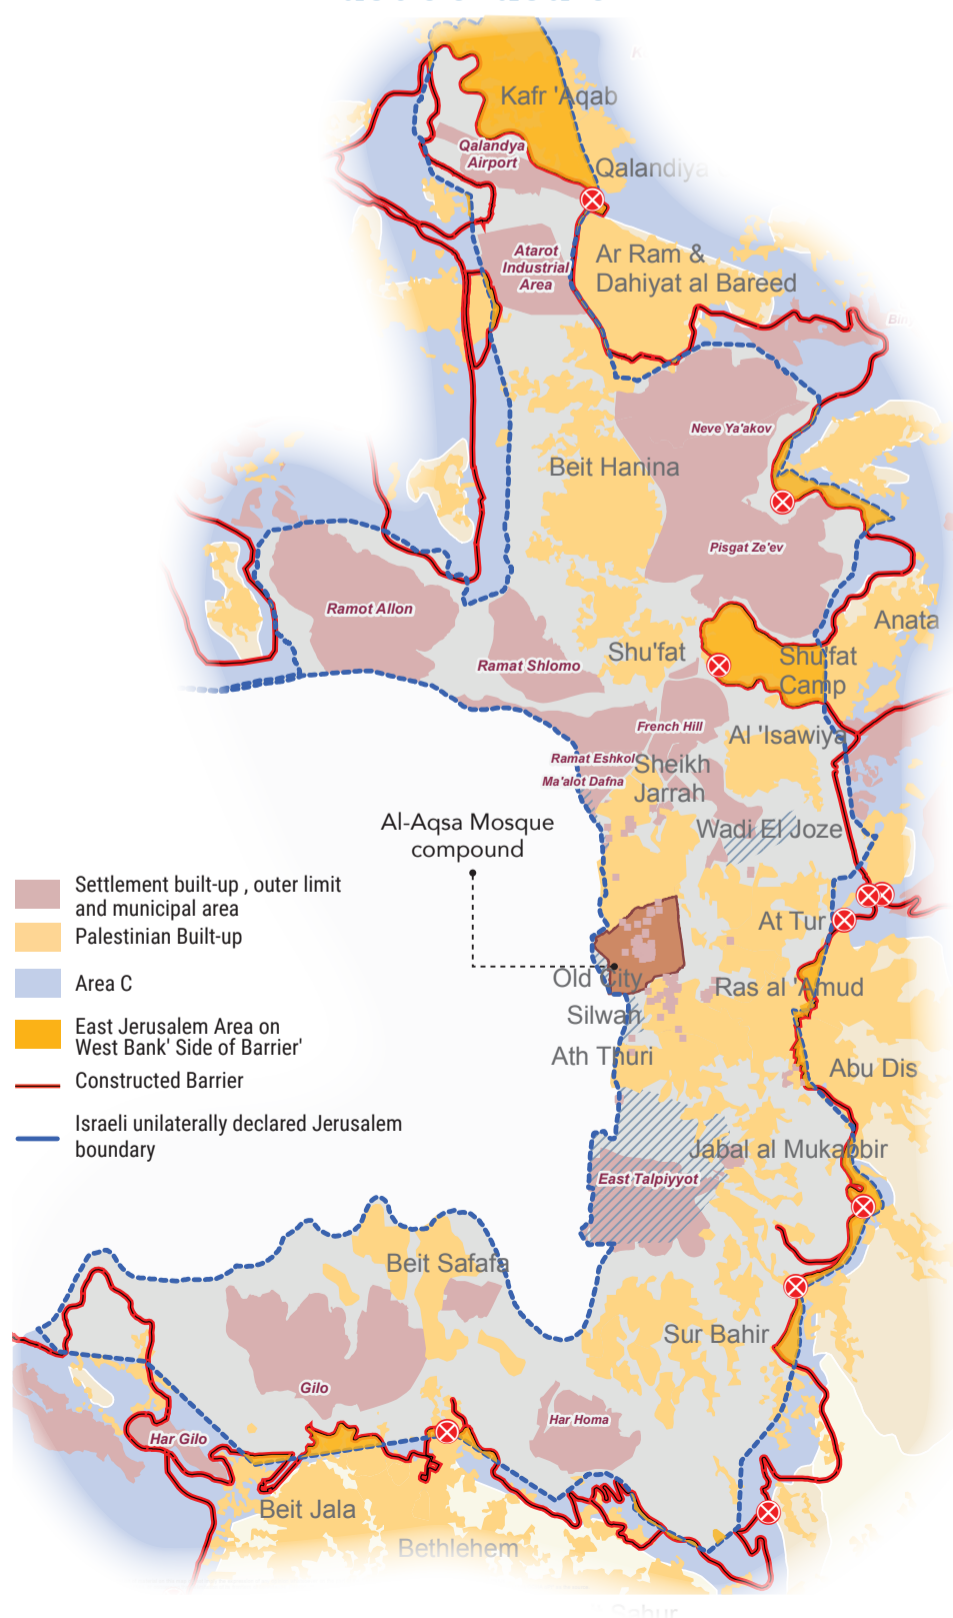 Kafr 'Aqab
Qalandya
Airport
Qalandiya
Atarot
Industrial
Area
Ar Ram &
Dahiyat al Bareed
Neve Ya'akov
Beit Hanina
Pisgat Ze'ev
Ramot Allon
Anata
Shu'fat
Shu'fat
Camp
Ramat Shlomo
French Hill
Al 'Isawiya
Ramat Eshkol
Sheikh
Jarrah
Ma'alot Dafna
Al-Aqsa Mosque
compound
Wadi El Joze
At Tur
Old City
Ras al 'Amud
Silwan
Ath Thuri
Abu Dis
Jabal al Mukabbir
East Talpiyyot
Settlement built-up , outer limit
and municipal area
Palestinian Built-up
Area C
East Jerusalem Area on
West Bank' Side of Barrier'
Constructed Barrier
Israeli unilaterally declared Jerusalem
boundary
Beit Safafa
Sur Bahir
Gilo
Har Homa
Har Gilo
Beit Jala
Bethlehem
Sahur